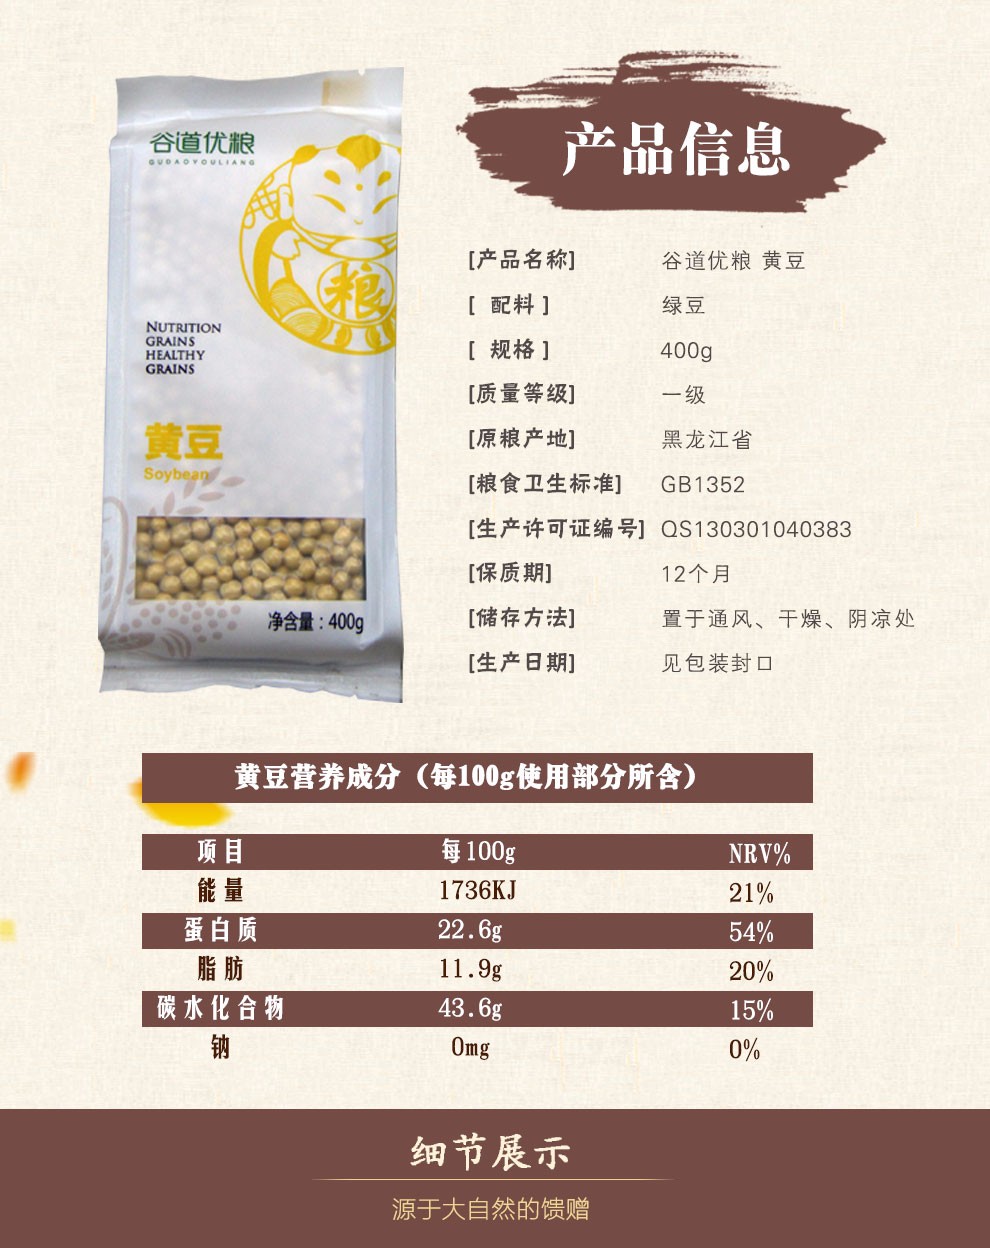 谷道优粮
GUDAOYOULIANG
粮
NUTRITION
GRAINS
HEALTHY
GRAINS
黄豆
Soybean
净含量：400g
产品信息
[产品名称] 谷道优粮 黄豆
[ 配料 ] 绿豆
[ 规格 ] 400g
[质量等级] 一级
[原粮产地] 黑龙江省
[粮食卫生标准] GB1352
[生产许可证编号] QS130301040383
[保质期] 12个月
[储存方法] 置于通风、干燥、阴凉处
[生产日期] 见包装封口
黄豆营养成分（每100g使用部分所含）
项目 每100g NRV%
能量 1736KJ 21%
蛋白质 22.6g 54%
脂肪 11.9g 20%
碳水化合物 43.6g 15%
钠 0mg 0%
细节展示
源于大自然的馈赠